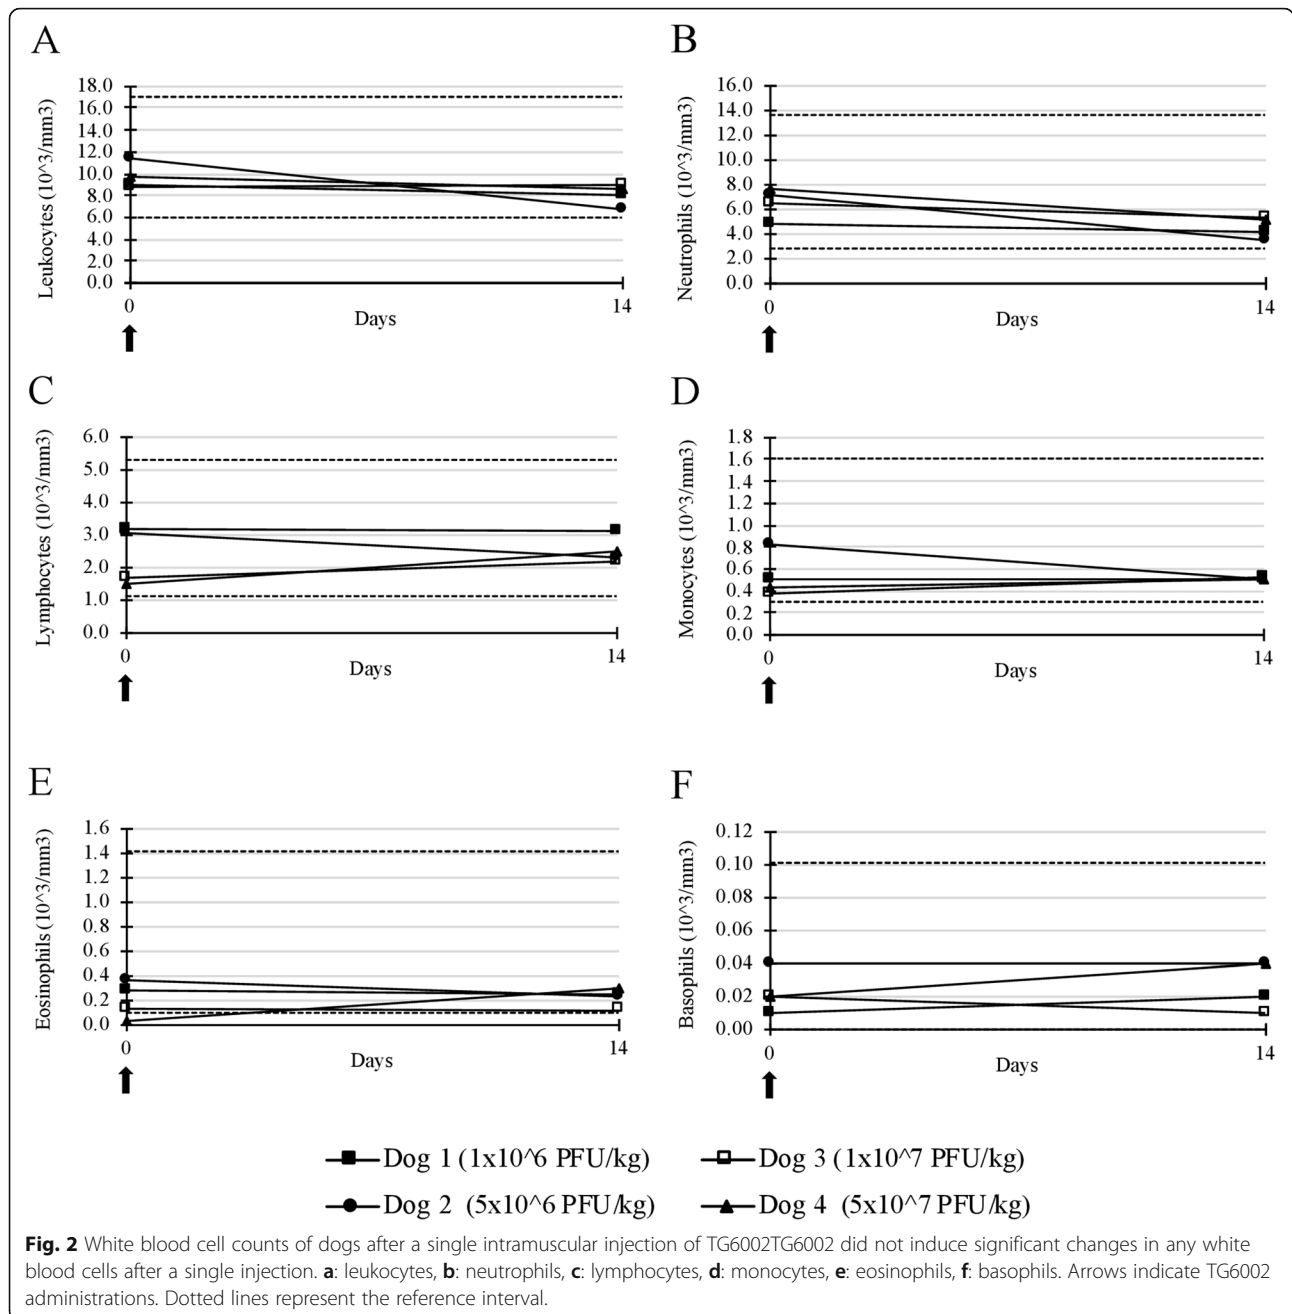 A
18.0
16.0
14.0
12.0
10.0
8.0
6.0
4.0
2.0
0.0
Leukocytes (10^3/mm3)
0
14
Days
B
16.0
14.0
12.0
10.0
8.0
6.0
4.0
2.0
0.0
Neutrophils (10^3/mm3)
0
14
Days
C
6.0
5.0
4.0
3.0
2.0
1.0
0.0
Lymphocytes (10^3/mm3)
0
14
Days
D
1.8
1.6
1.4
1.2
1.0
0.8
0.6
0.4
0.2
0.0
Monocytes (10^3/mm3)
0
14
Days
E
1.6
1.4
1.2
1.0
0.8
0.6
0.4
0.2
0.0
Eosinophils (10^3/mm3)
0
14
Days
F
0.12
0.10
0.08
0.06
0.04
0.02
0.00
Basophils (10^3/mm3)
0
14
Days
Dog 1 (1x10^6 PFU/kg)
Dog 3 (1x10^7 PFU/kg)
Dog 2 (5x10^6 PFU/kg)
Dog 4 (5x10^7 PFU/kg)
Fig. 2 White blood cell counts of dogs after a single intramuscular injection of TG6002TG6002 did not induce significant changes in any white
blood cells after a single injection. a: leukocytes, b: neutrophils, c: lymphocytes, d: monocytes, e: eosinophils, f: basophils. Arrows indicate TG6002
administrations. Dotted lines represent the reference interval.